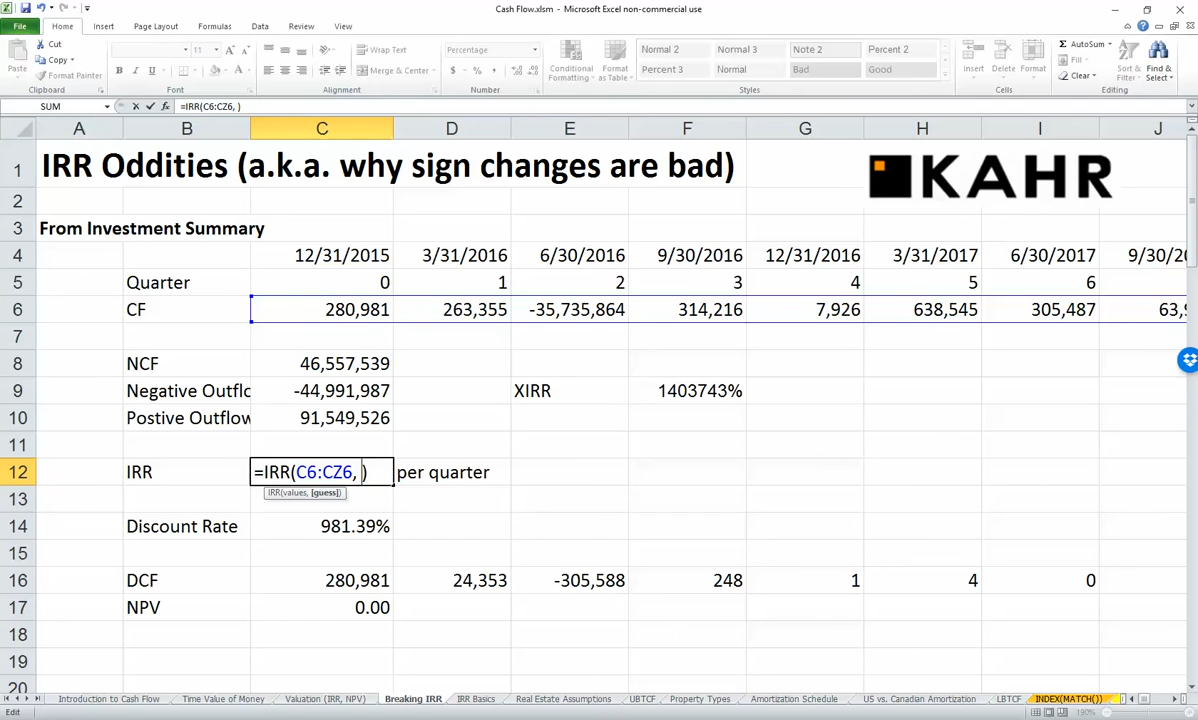 Cash Flow.xlsm - Microsoft Excel non-commercial use
File Home Insert Page Layout Formulas Data Review View
Cut
Copy
Format Painter
Paste
Clipboard
11
Font
Wrap Text
Merge & Center
Alignment
Percentage
$ % ,
Number
Conditional Formatting
Format as Table
Normal 2 Normal 3 Note 2 Percent 2
Percent 3 Normal Bad Good
Styles
Insert Delete Format
Cells
Σ AutoSum
Fill
Clear
Sort & Filter
Find & Select
Editing
SUM =IRR(C6:CZ6, )
A B C D E F G H I J
1 IRR Oddities (a.k.a. why sign changes are bad) KAHR
2
3 From Investment Summary
4 12/31/2015 3/31/2016 6/30/2016 9/30/2016 12/31/2016 3/31/2017 6/30/2017 9/30/20
5 Quarter 0 1 2 3 4 5 6
6 CF 280,981 263,355 -35,735,864 314,216 7,926 638,545 305,487 63,9
7
8 NCF 46,557,539
9 Negative Outflo -44,991,987 XIRR 1403743%
10 Postive Outflow 91,549,526
11
12 IRR =IRR(C6:CZ6, ) per quarter
IRR(values, [guess])
13
14 Discount Rate 981.39%
15
16 DCF 280,981 24,353 -305,588 248 1 4 0
17 NPV 0.00
18
19
20
Introduction to Cash Flow Time Value of Money Valuation (IRR, NPV) Breaking IRR IRR Basics Real Estate Assumptions UBTCF Property Types Amortization Schedule US vs. Canadian Amortization LBTCF INDEX(MATCH())
Edit 190%